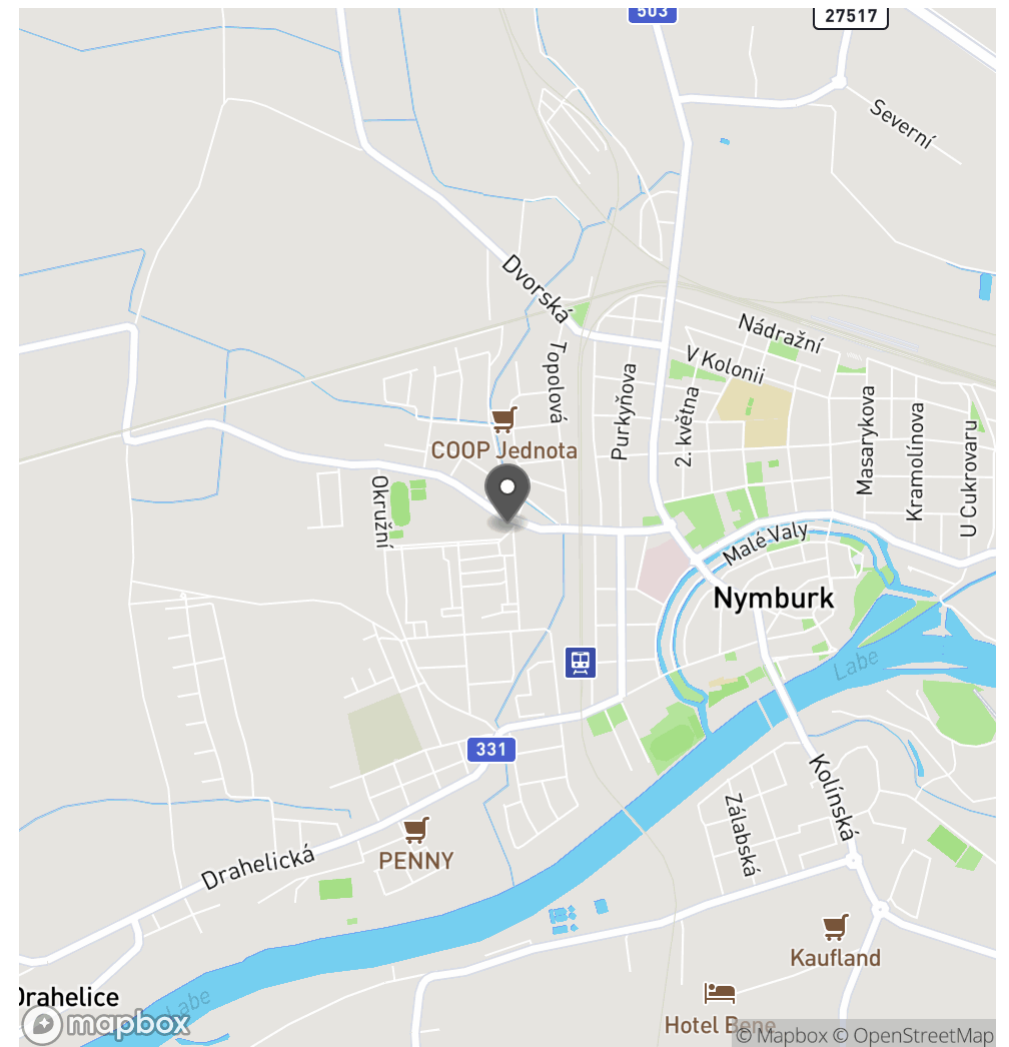 503
27517
Severní
Dvorská
Nádražní
V Kolonii
Topolová
Purkyňova
2. května
Masarykova
Kramolínova
U Cukrovaru
COOP Jednota
Okružní
Malé Valy
Nymburk
Labe
331
Kolínská
Zálabská
Drahelická
PENNY
Kaufland
Drahelice
Labe
Hotel Bene
mapbox
© Mapbox © OpenStreetMap